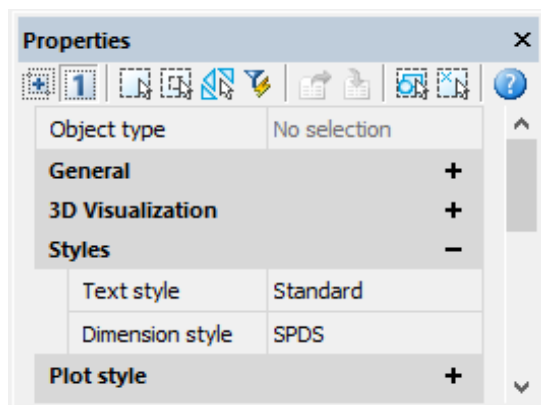 Properties
1
Object type No selection
General
3D Visualization
Styles
Text style Standard
Dimension style SPDS
Plot style